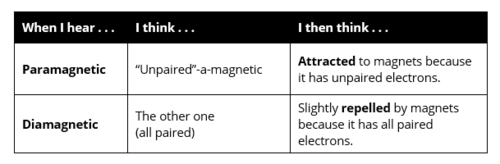 When I hear . . . I think . . . I then think . . .
Paramagnetic
“Unpaired”-a-magnetic
Attracted to magnets because
it has unpaired electrons.
Diamagnetic
The other one
(all paired)
Slightly repelled by magnets
because it has all paired
electrons.